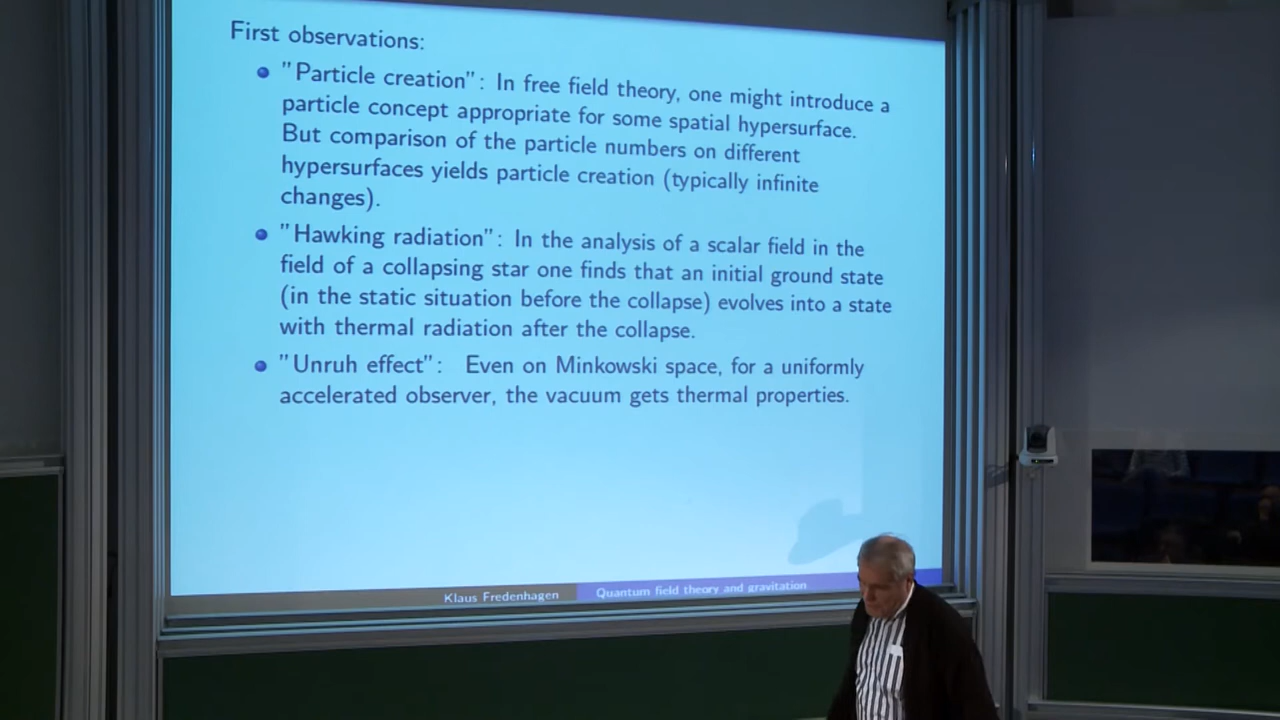 First observations:
"Particle creation": In free field theory, one might introduce a
particle concept appropriate for some spatial hypersurface.
But comparison of the particle numbers on different
hypersurfaces yields particle creation (typically infinite
changes).
"Hawking radiation": In the analysis of a scalar field in the
field of a collapsing star one finds that an initial ground state
(in the static situation before the collapse) evolves into a state
with thermal radiation after the collapse.
"Unruh effect": Even on Minkowski space, for a uniformly
accelerated observer, the vacuum gets thermal properties.
Klaus Fredenhagen Quantum field theory and gravitation